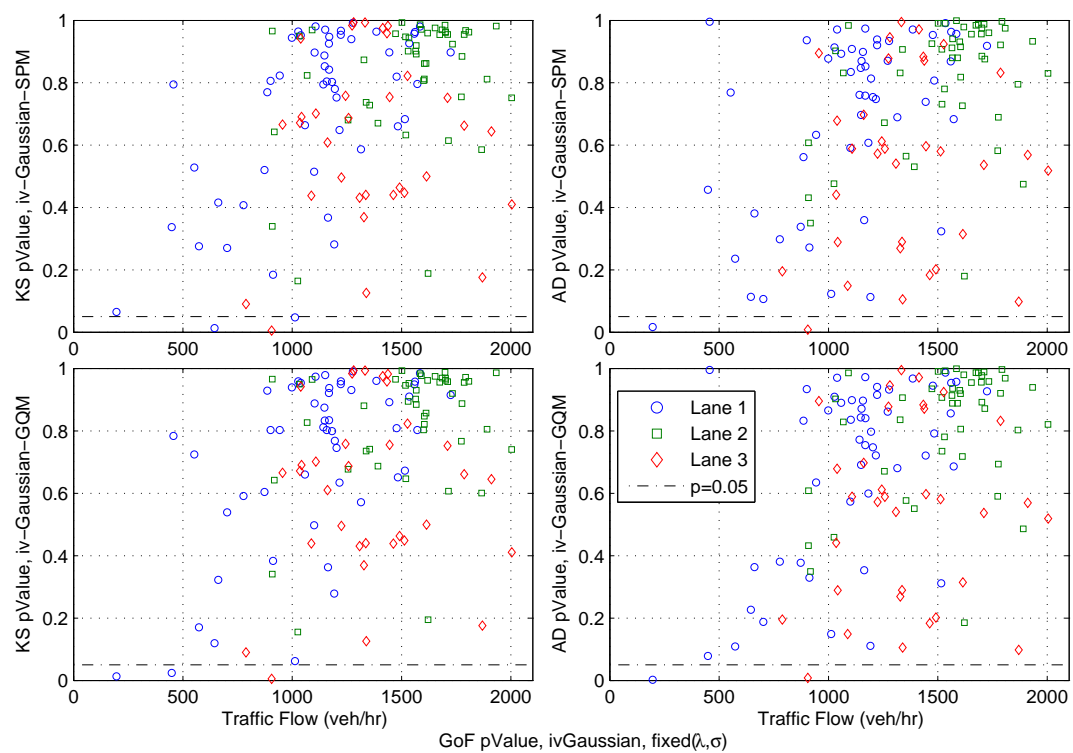 KS pValue, iv−Gaussian−SPM
1
0.8
0.6
0.4
0.2
0
0 500 1000 1500 2000
AD pValue, iv−Gaussian−SPM
1
0.8
0.6
0.4
0.2
0
0 500 1000 1500 2000
KS pValue, iv−Gaussian−GQM
1
0.8
0.6
0.4
0.2
0
0 500 1000 1500 2000
Traffic Flow (veh/hr)
AD pValue, iv−Gaussian−GQM
1
0.8
0.6
0.4
0.2
0
Lane 1
Lane 2
Lane 3
p=0.05
0 500 1000 1500 2000
Traffic Flow (veh/hr)
GoF pValue, ivGaussian, fixed(λ,σ)